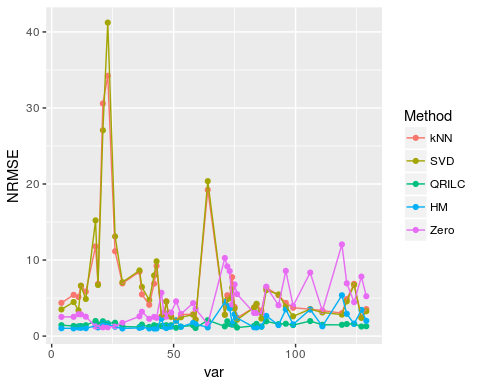 40
30
20
10
0
NRMSE
0
50
100
var
Method
kNN
SVD
QRILC
HM
Zero